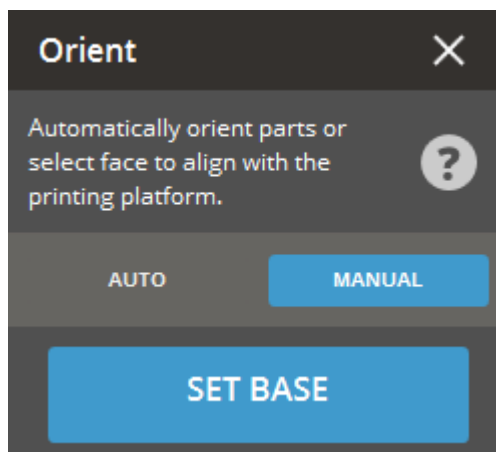 Orient
Automatically orient parts or
select face to align with the
printing platform.
?
AUTO
MANUAL
SET BASE